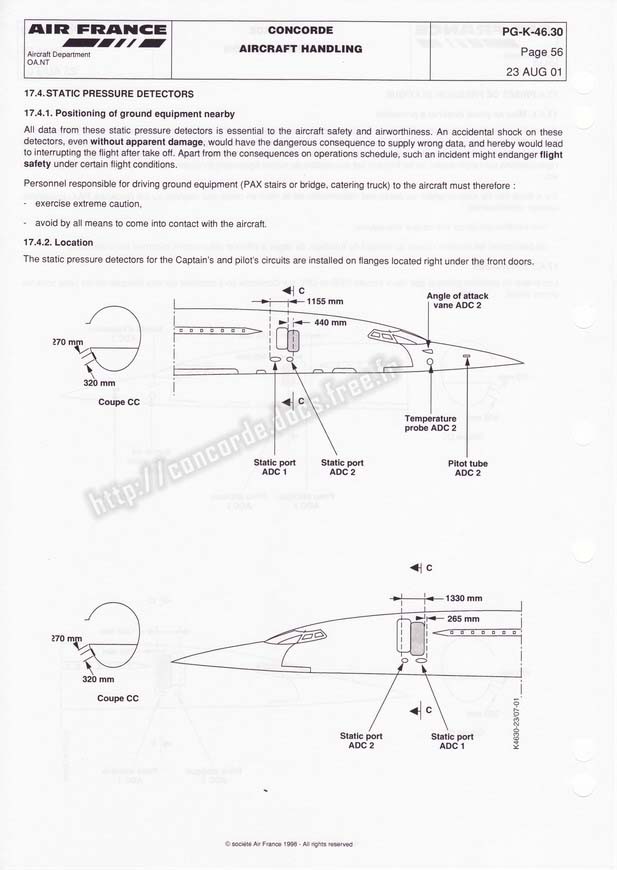 AIR FRANCE
Aircraft Department
OA.NT
CONCORDE
AIRCRAFT HANDLING
PG-K-46.30
Page 56
23 AUG 01
17.4.STATIC PRESSURE DETECTORS
17.4.1. Positioning of ground equipment nearby
All data from these static pressure detectors is essential to the aircraft safety and airworthiness. An accidental shock on these
detectors, even without apparent damage, would have the dangerous consequence to supply wrong data, and hereby would lead
to interrupting the flight after take off. Apart from the consequences on operations schedule, such an incident might endanger flight
safety under certain flight conditions.
Personnel responsible for driving ground equipment (PAX stairs or bridge, catering truck) to the aircraft must therefore :
- exercise extreme caution,
- avoid by all means to come into contact with the aircraft.
17.4.2. Location
The static pressure detectors for the Captain's and pilot's circuits are installed on flanges located right under the front doors.
C
1155 mm
440 mm
Angle of attack
vane ADC 2
270 mm
320 mm
Coupe CC
C
Temperature
probe ADC 2
Static port
ADC 1
Static port
ADC 2
Pitot tube
ADC 2
http://concorde.docs.free.fr
C
1330 mm
265 mm
270 mm
320 mm
Coupe CC
C
Static port
ADC 2
Static port
ADC 1
K4630-23/07-01
© société Air France 1998 - All rights reserved